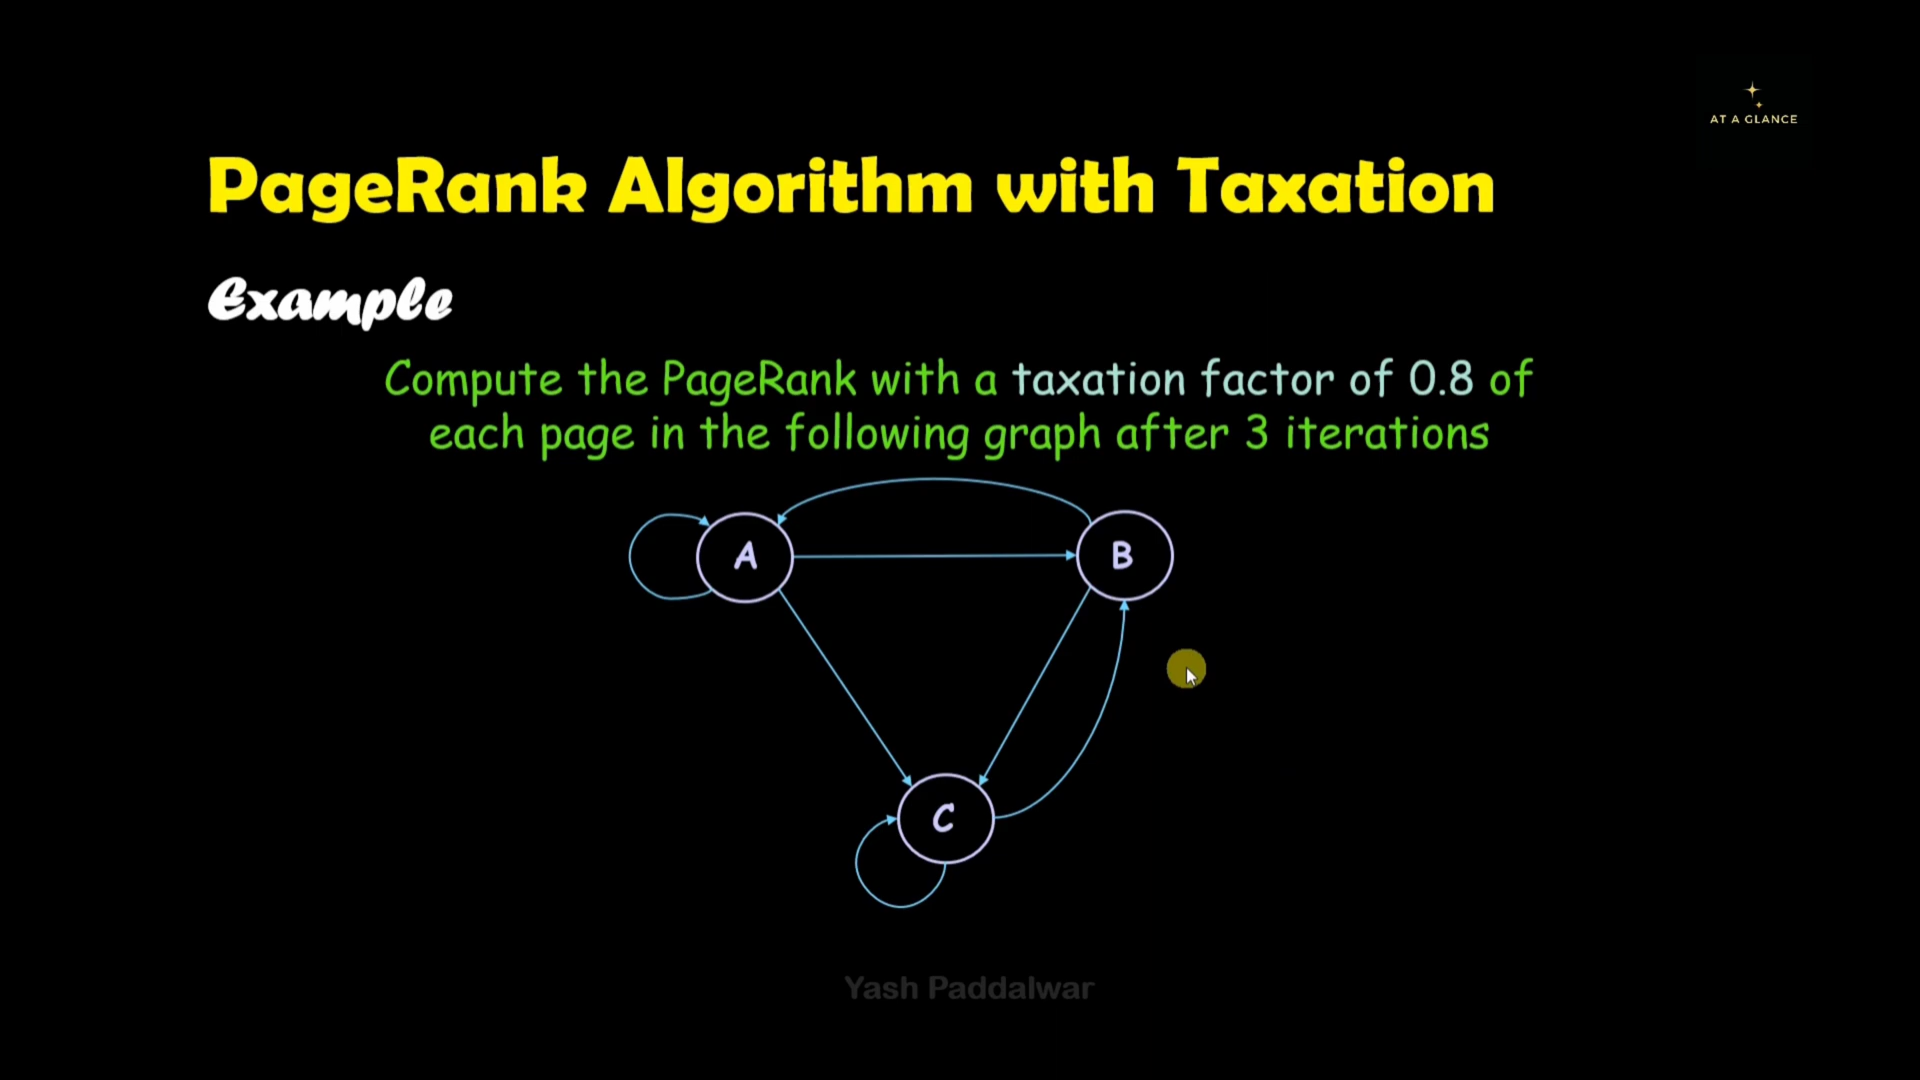 AT A GLANCE
PageRank Algorithm with Taxation
Example
Compute the PageRank with a taxation factor of 0.8 of
each page in the following graph after 3 iterations
A
B
C
Yash Paddalwar